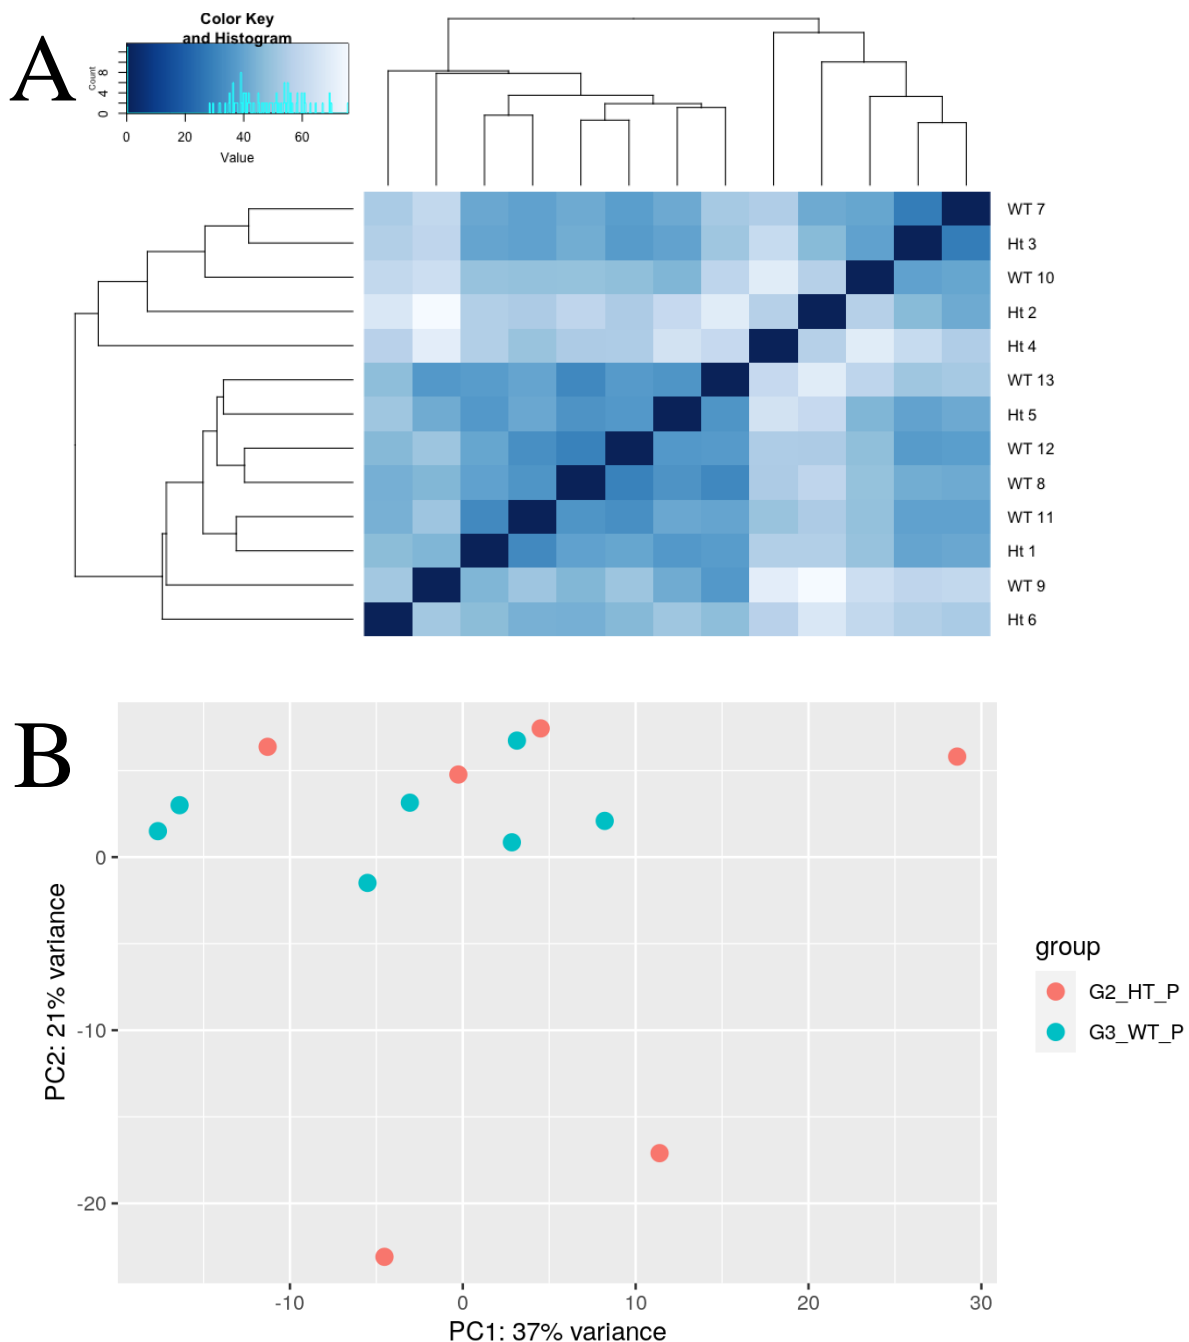 A
Color Key
and Histogram
Count
0 4 8
0 20 40 60
Value
WT 7
Ht 3
WT 10
Ht 2
Ht 4
WT 13
Ht 5
WT 12
WT 8
WT 11
Ht 1
WT 9
Ht 6
B
0
-10
-20
PC2: 21% variance
-10 0 10 20 30
PC1: 37% variance
group
G2_HT_P
G3_WT_P